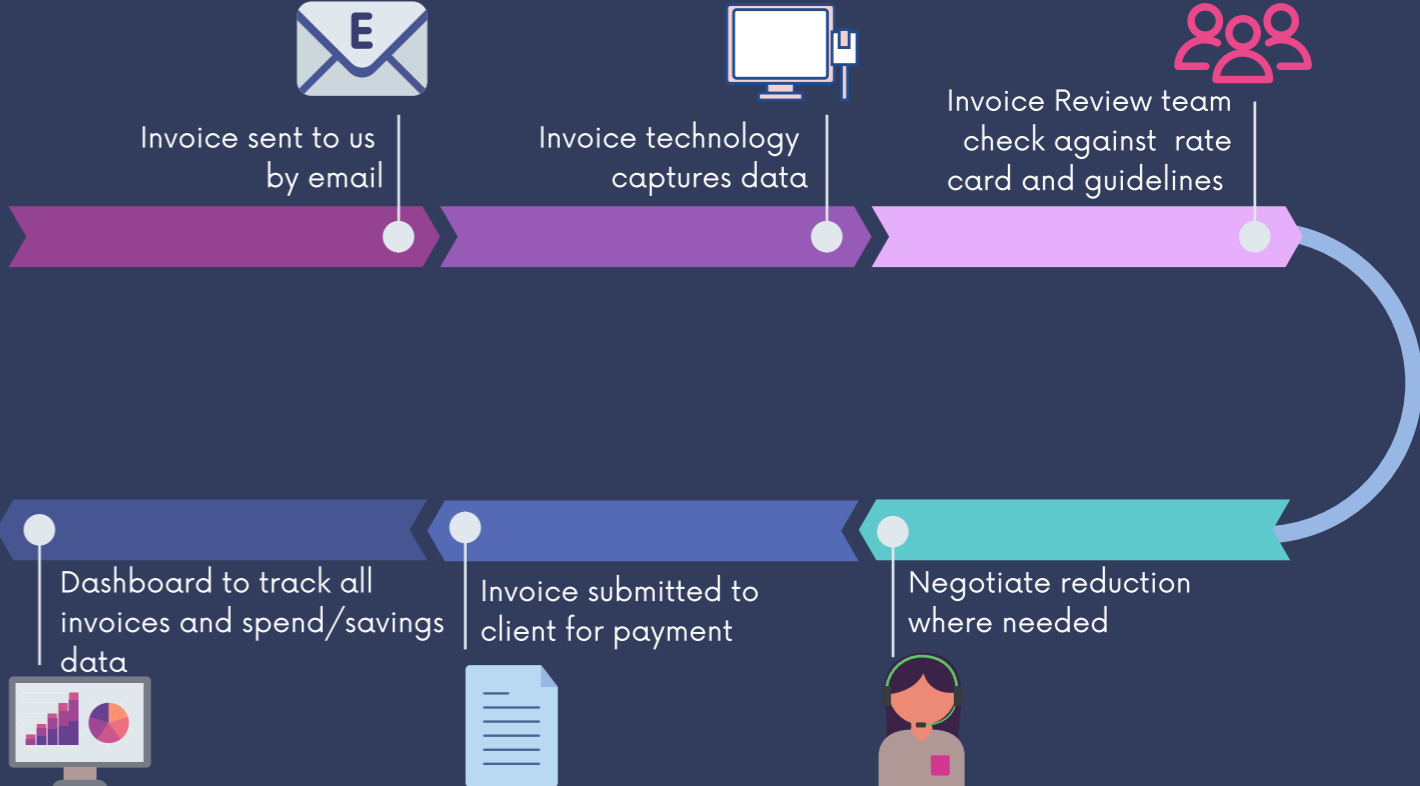 E
Invoice sent to us
by email
Invoice technology
captures data
Invoice Review team
check against rate
card and guidelines
Negotiate reduction
where needed
Invoice submitted to
client for payment
Dashboard to track all
invoices and spend/savings
data